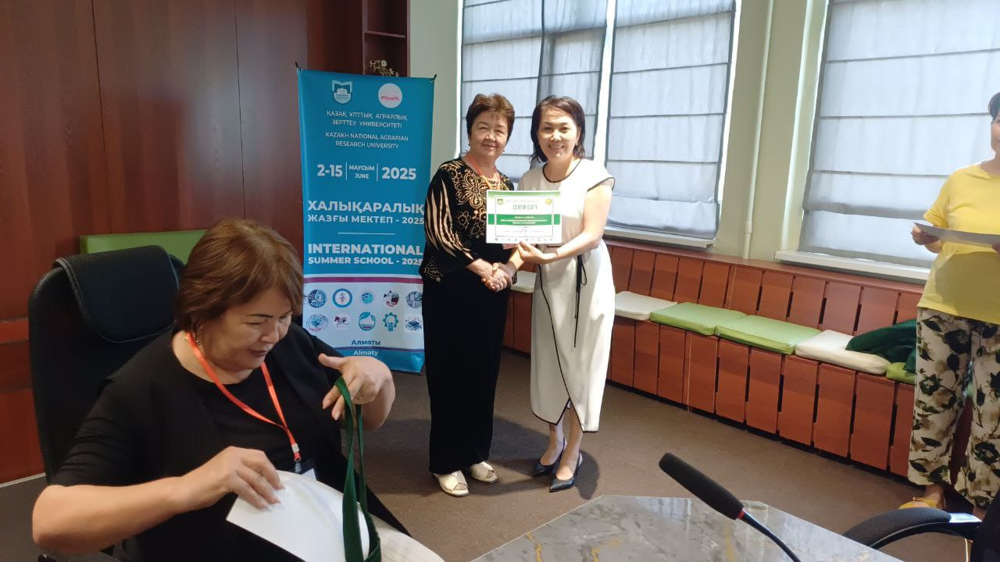 ҚАЗАҚ ҰЛТТЫҚ АГРАРЛЫҚ
ЗЕРТТЕУ УНИВЕРСИТЕТІ
KAZAKH NATIONAL AGRARIAN
RESEARCH UNIVERSITY
2-15 | МАУСЫМ JUNE | 2025
ХАЛЫҚАРАЛЫҚ
ЖАЗҒЫ МЕКТЕП - 2025
INTERNATIONAL
SUMMER SCHOOL - 2025
Алматы
Almaty
CERTIFICATE